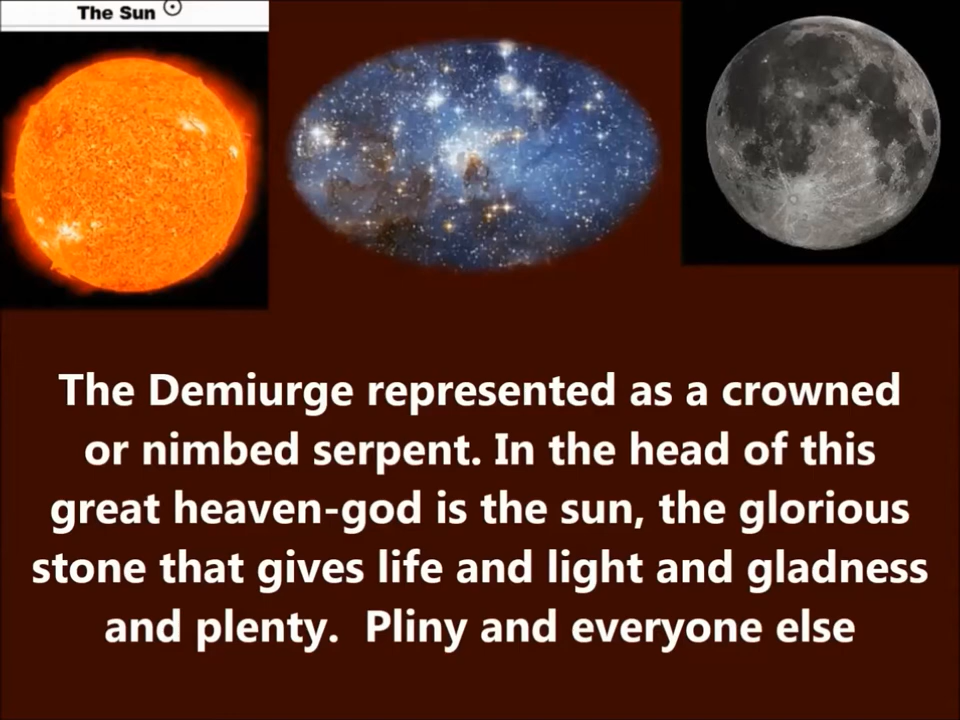 The Sun ☉
The Demiurge represented as a crowned
or nimbed serpent. In the head of this
great heaven-god is the sun, the glorious
stone that gives life and light and gladness
and plenty.  Pliny and everyone else